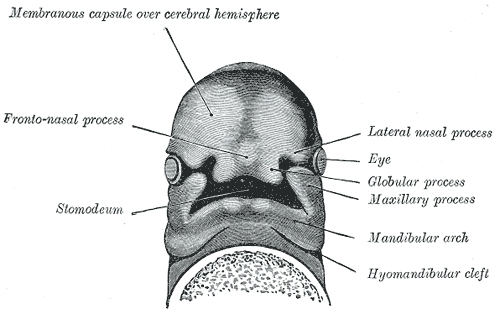 Membranous capsule over cerebral hemisphere
Fronto-nasal process
Lateral nasal process
Eye
Globular process
Maxillary process
Stomodeum
Mandibular arch
Hyomandibular cleft